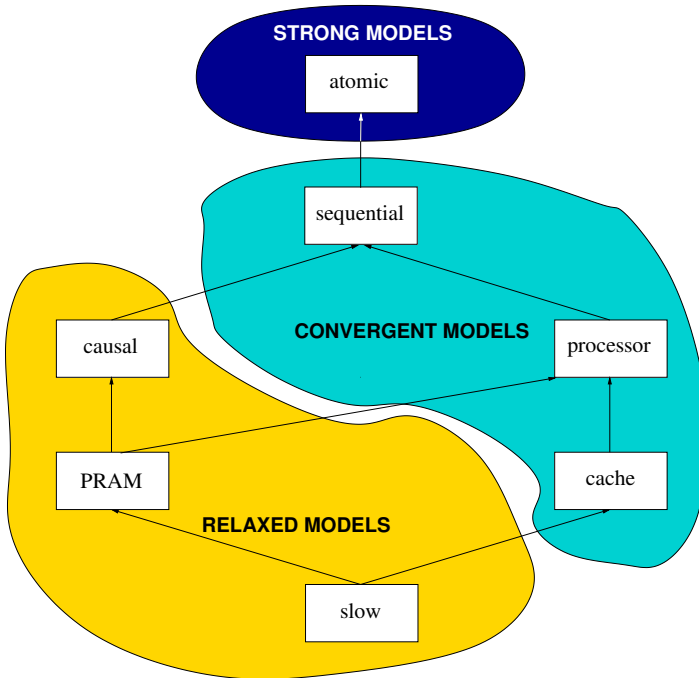 STRONG MODELS
atomic
sequential
causal
CONVERGENT MODELS
processor
PRAM
cache
RELAXED MODELS
slow